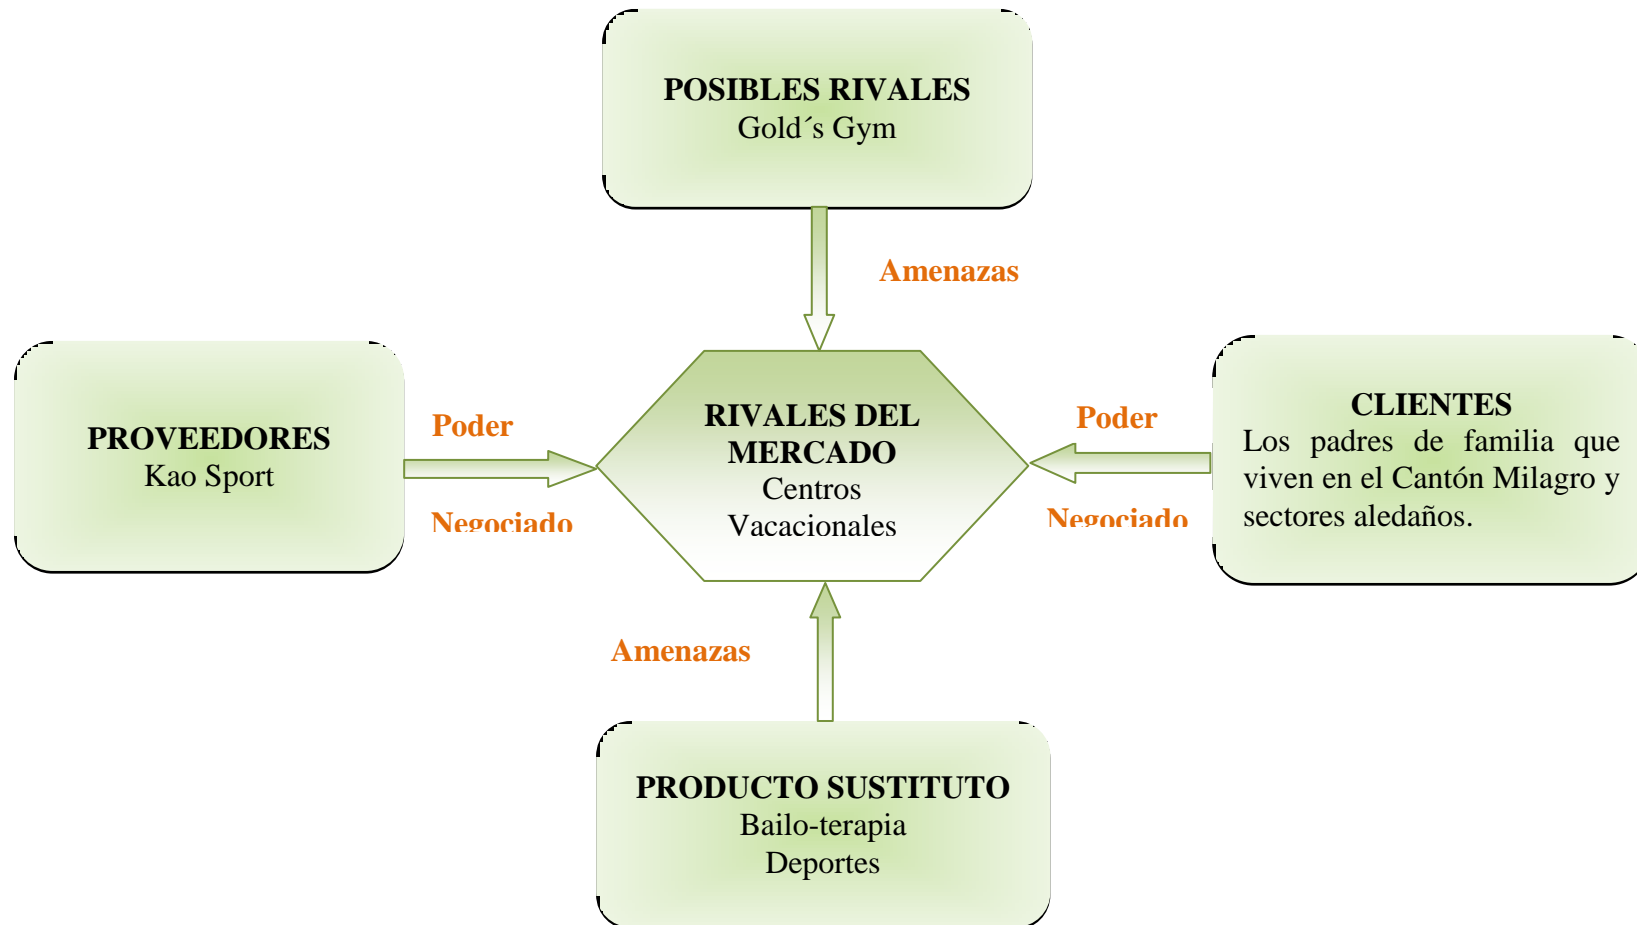 POSIBLES RIVALES
Gold´s Gym
Amenazas
PROVEEDORES
Kao Sport
Poder
Negociado
RIVALES DEL
MERCADO
Centros
Vacacionales
Poder
Negociado
CLIENTES
Los padres de familia que
viven en el Cantón Milagro y
sectores aledaños.
Amenazas
PRODUCTO SUSTITUTO
Bailo-terapia
Deportes